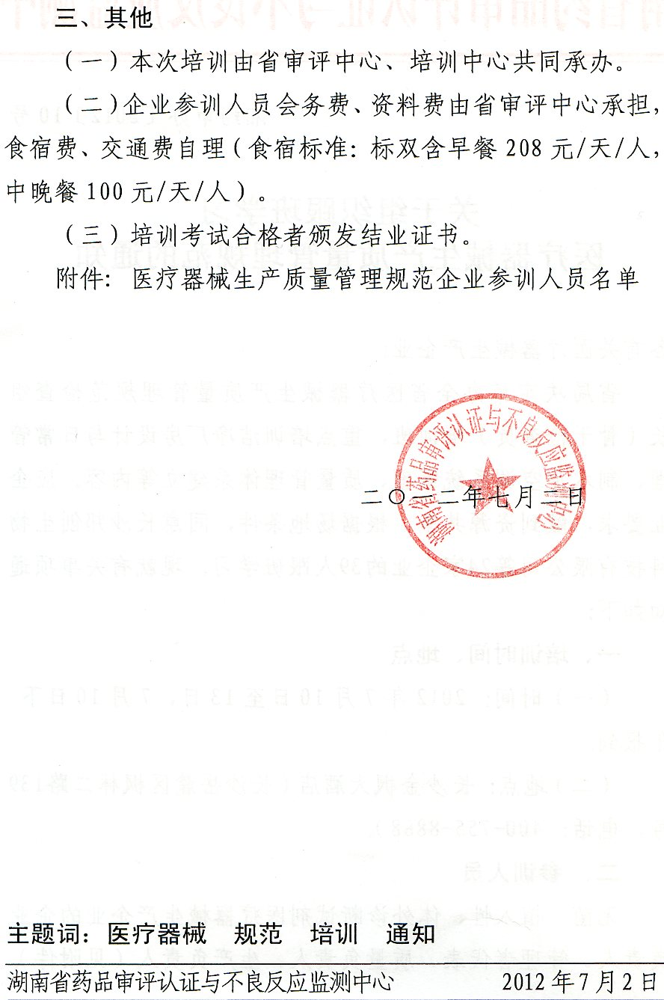 三、其他
（一）本次培训由省审评中心、培训中心共同承办。
（二）企业参训人员会务费、资料费由省审评中心承担，
食宿费、交通费自理（食宿标准：标双含早餐 208 元/天/人，
中晚餐 100 元/天/人）。
（三）培训考试合格者颁发结业证书。
附件： 医疗器械生产质量管理规范企业参训人员名单
湖南省药品审评认证与不良反应监测中心
二〇一二年七月二日
主题词：医疗器械 规范 培训 通知
湖南省药品审评认证与不良反应监测中心 2012 年 7 月 2 日